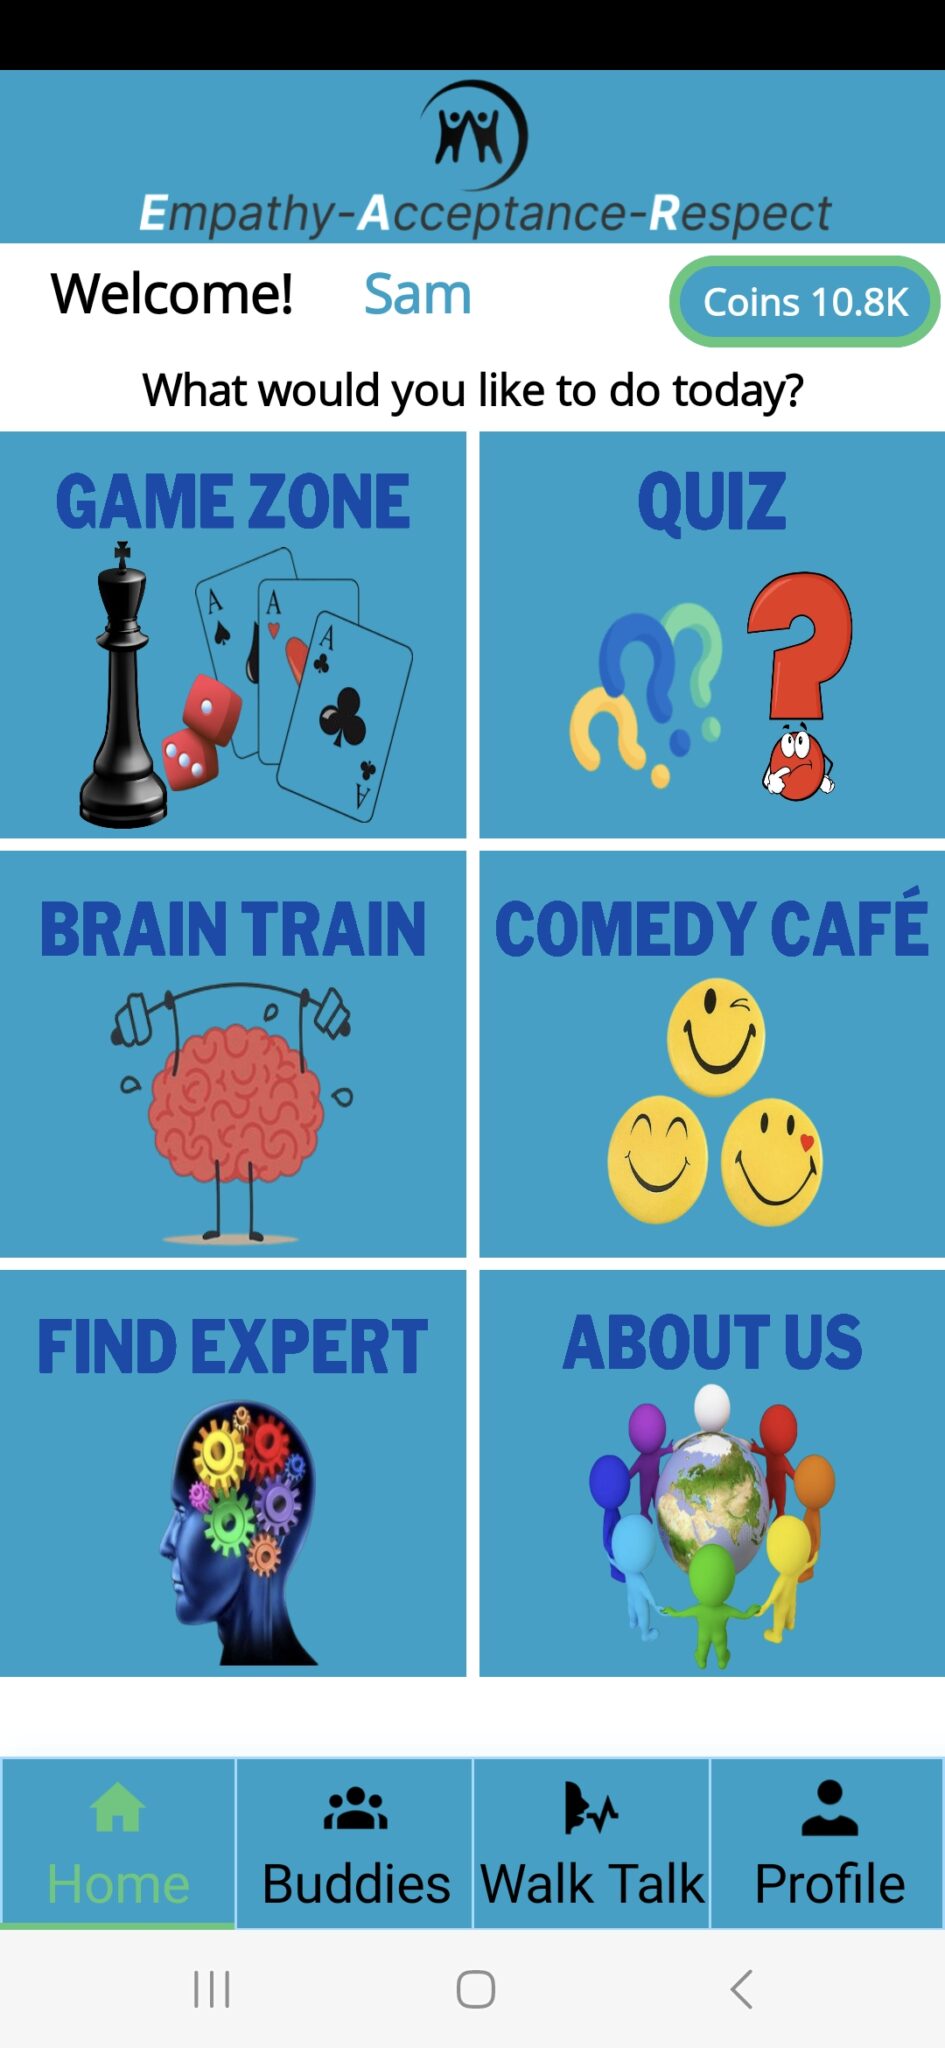 Empathy-Acceptance-Respect
Welcome! Sam Coins 10.8K
What would you like to do today?
GAME ZONE
A
A
A
A
QUIZ
BRAIN TRAIN
COMEDY CAFÉ
FIND EXPERT
ABOUT US
Home
Buddies
Walk Talk
Profile